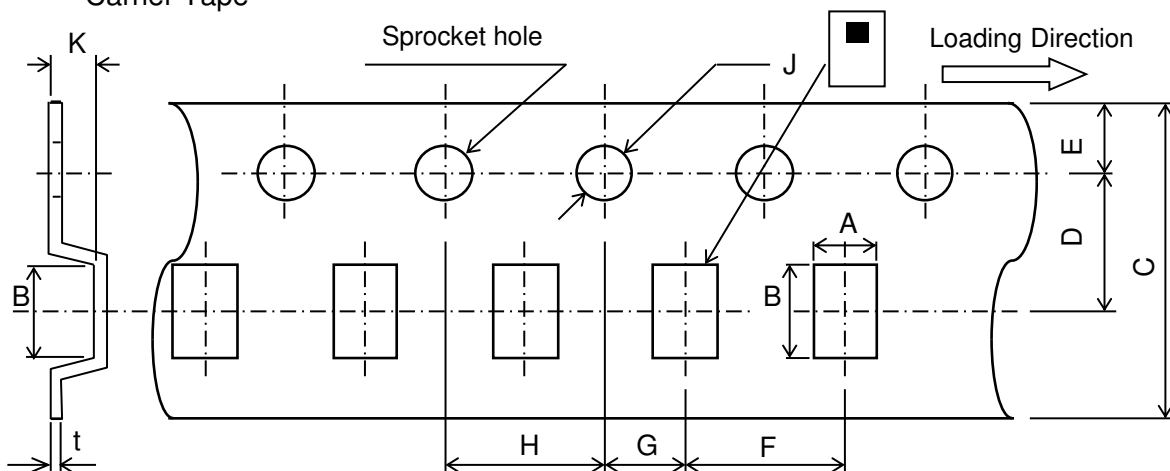 Carrier Tape
K
Sprocket hole
J
Loading Direction
E
A
D
C
B
B
t
H
G
F